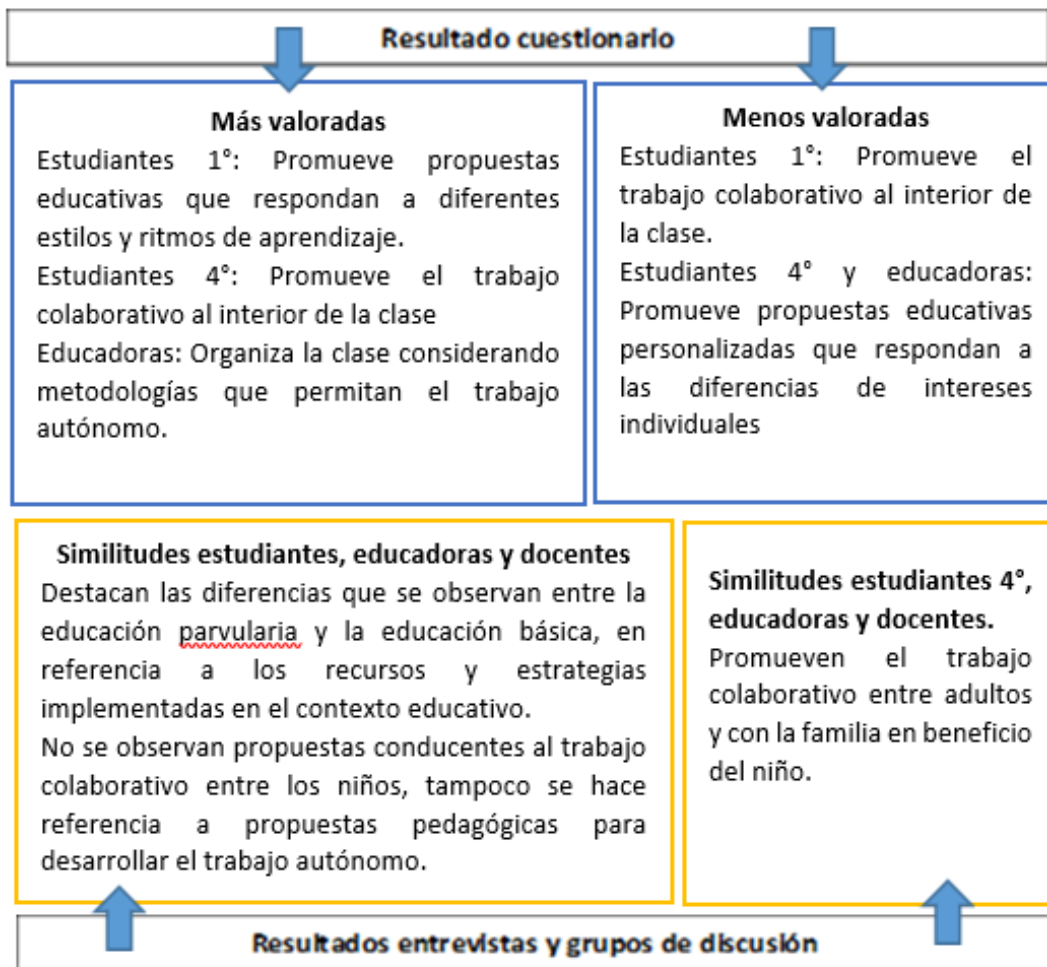 Resultado cuestionario
Más valoradas
Estudiantes 1°: Promueve propuestas
educativas que respondan a diferentes
estilos y ritmos de aprendizaje.
Estudiantes 4°: Promueve el trabajo
colaborativo al interior de la clase
Educadoras: Organiza la clase considerando
metodologías que permitan el trabajo
autónomo.
Menos valoradas
Estudiantes 1°: Promueve el
trabajo colaborativo al interior de
la clase.
Estudiantes 4° y educadoras:
Promueve propuestas educativas
personalizadas que respondan a
las diferencias de intereses
individuales
Similitudes estudiantes, educadoras y docentes
Destacan las diferencias que se observan entre la
educación parvularia y la educación básica, en
referencia a los recursos y estrategias
implementadas en el contexto educativo.
No se observan propuestas conducentes al trabajo
colaborativo entre los niños, tampoco se hace
referencia a propuestas pedagógicas para
desarrollar el trabajo autónomo.
Similitudes estudiantes 4°,
educadoras y docentes.
Promueven el trabajo
colaborativo entre adultos
y con la familia en beneficio
del niño.
Resultados entrevistas y grupos de discusión